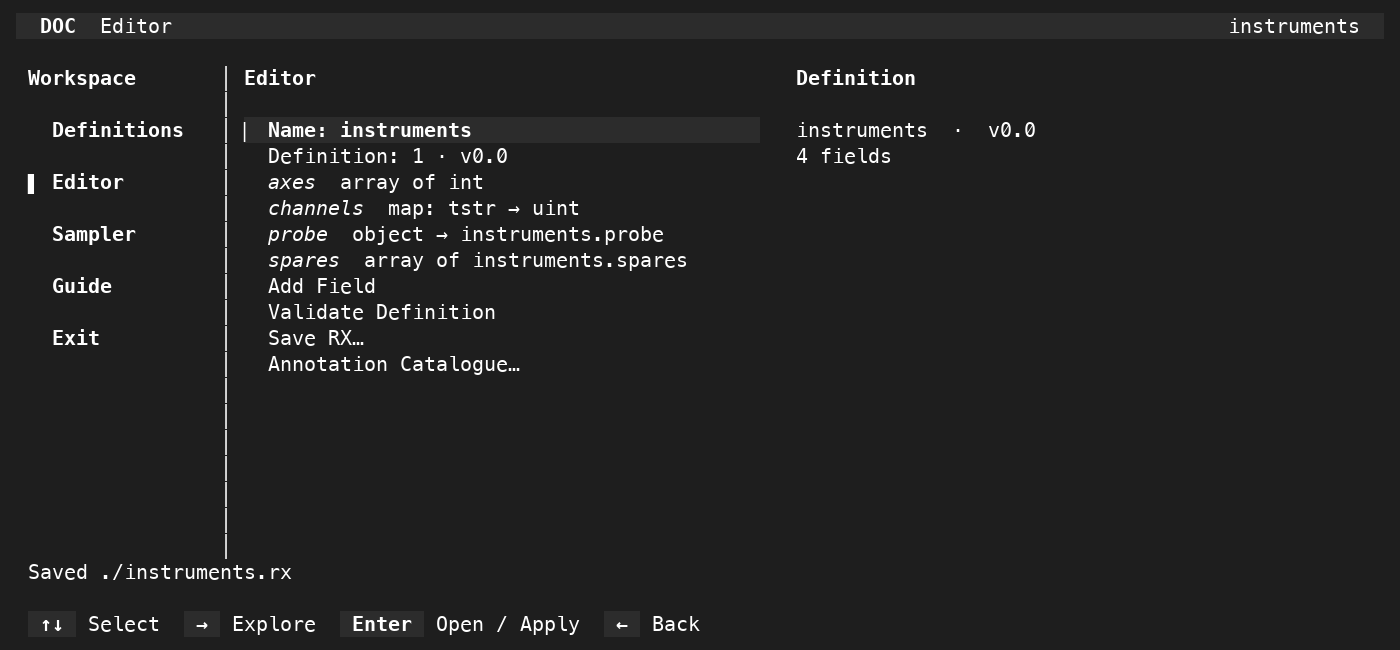 DOC Editor instruments
Workspace
Definitions
Editor
Sampler
Guide
Exit
Editor
Name: instruments
Definition: 1 · v0.0
axes array of int
channels map: tstr → uint
probe object → instruments.probe
spares array of instruments.spares
Add Field
Validate Definition
Save RX…
Annotation Catalogue…
Definition
instruments · v0.0
4 fields
Saved ./instruments.rx
↑↓ Select → Explore Enter Open / Apply ← Back